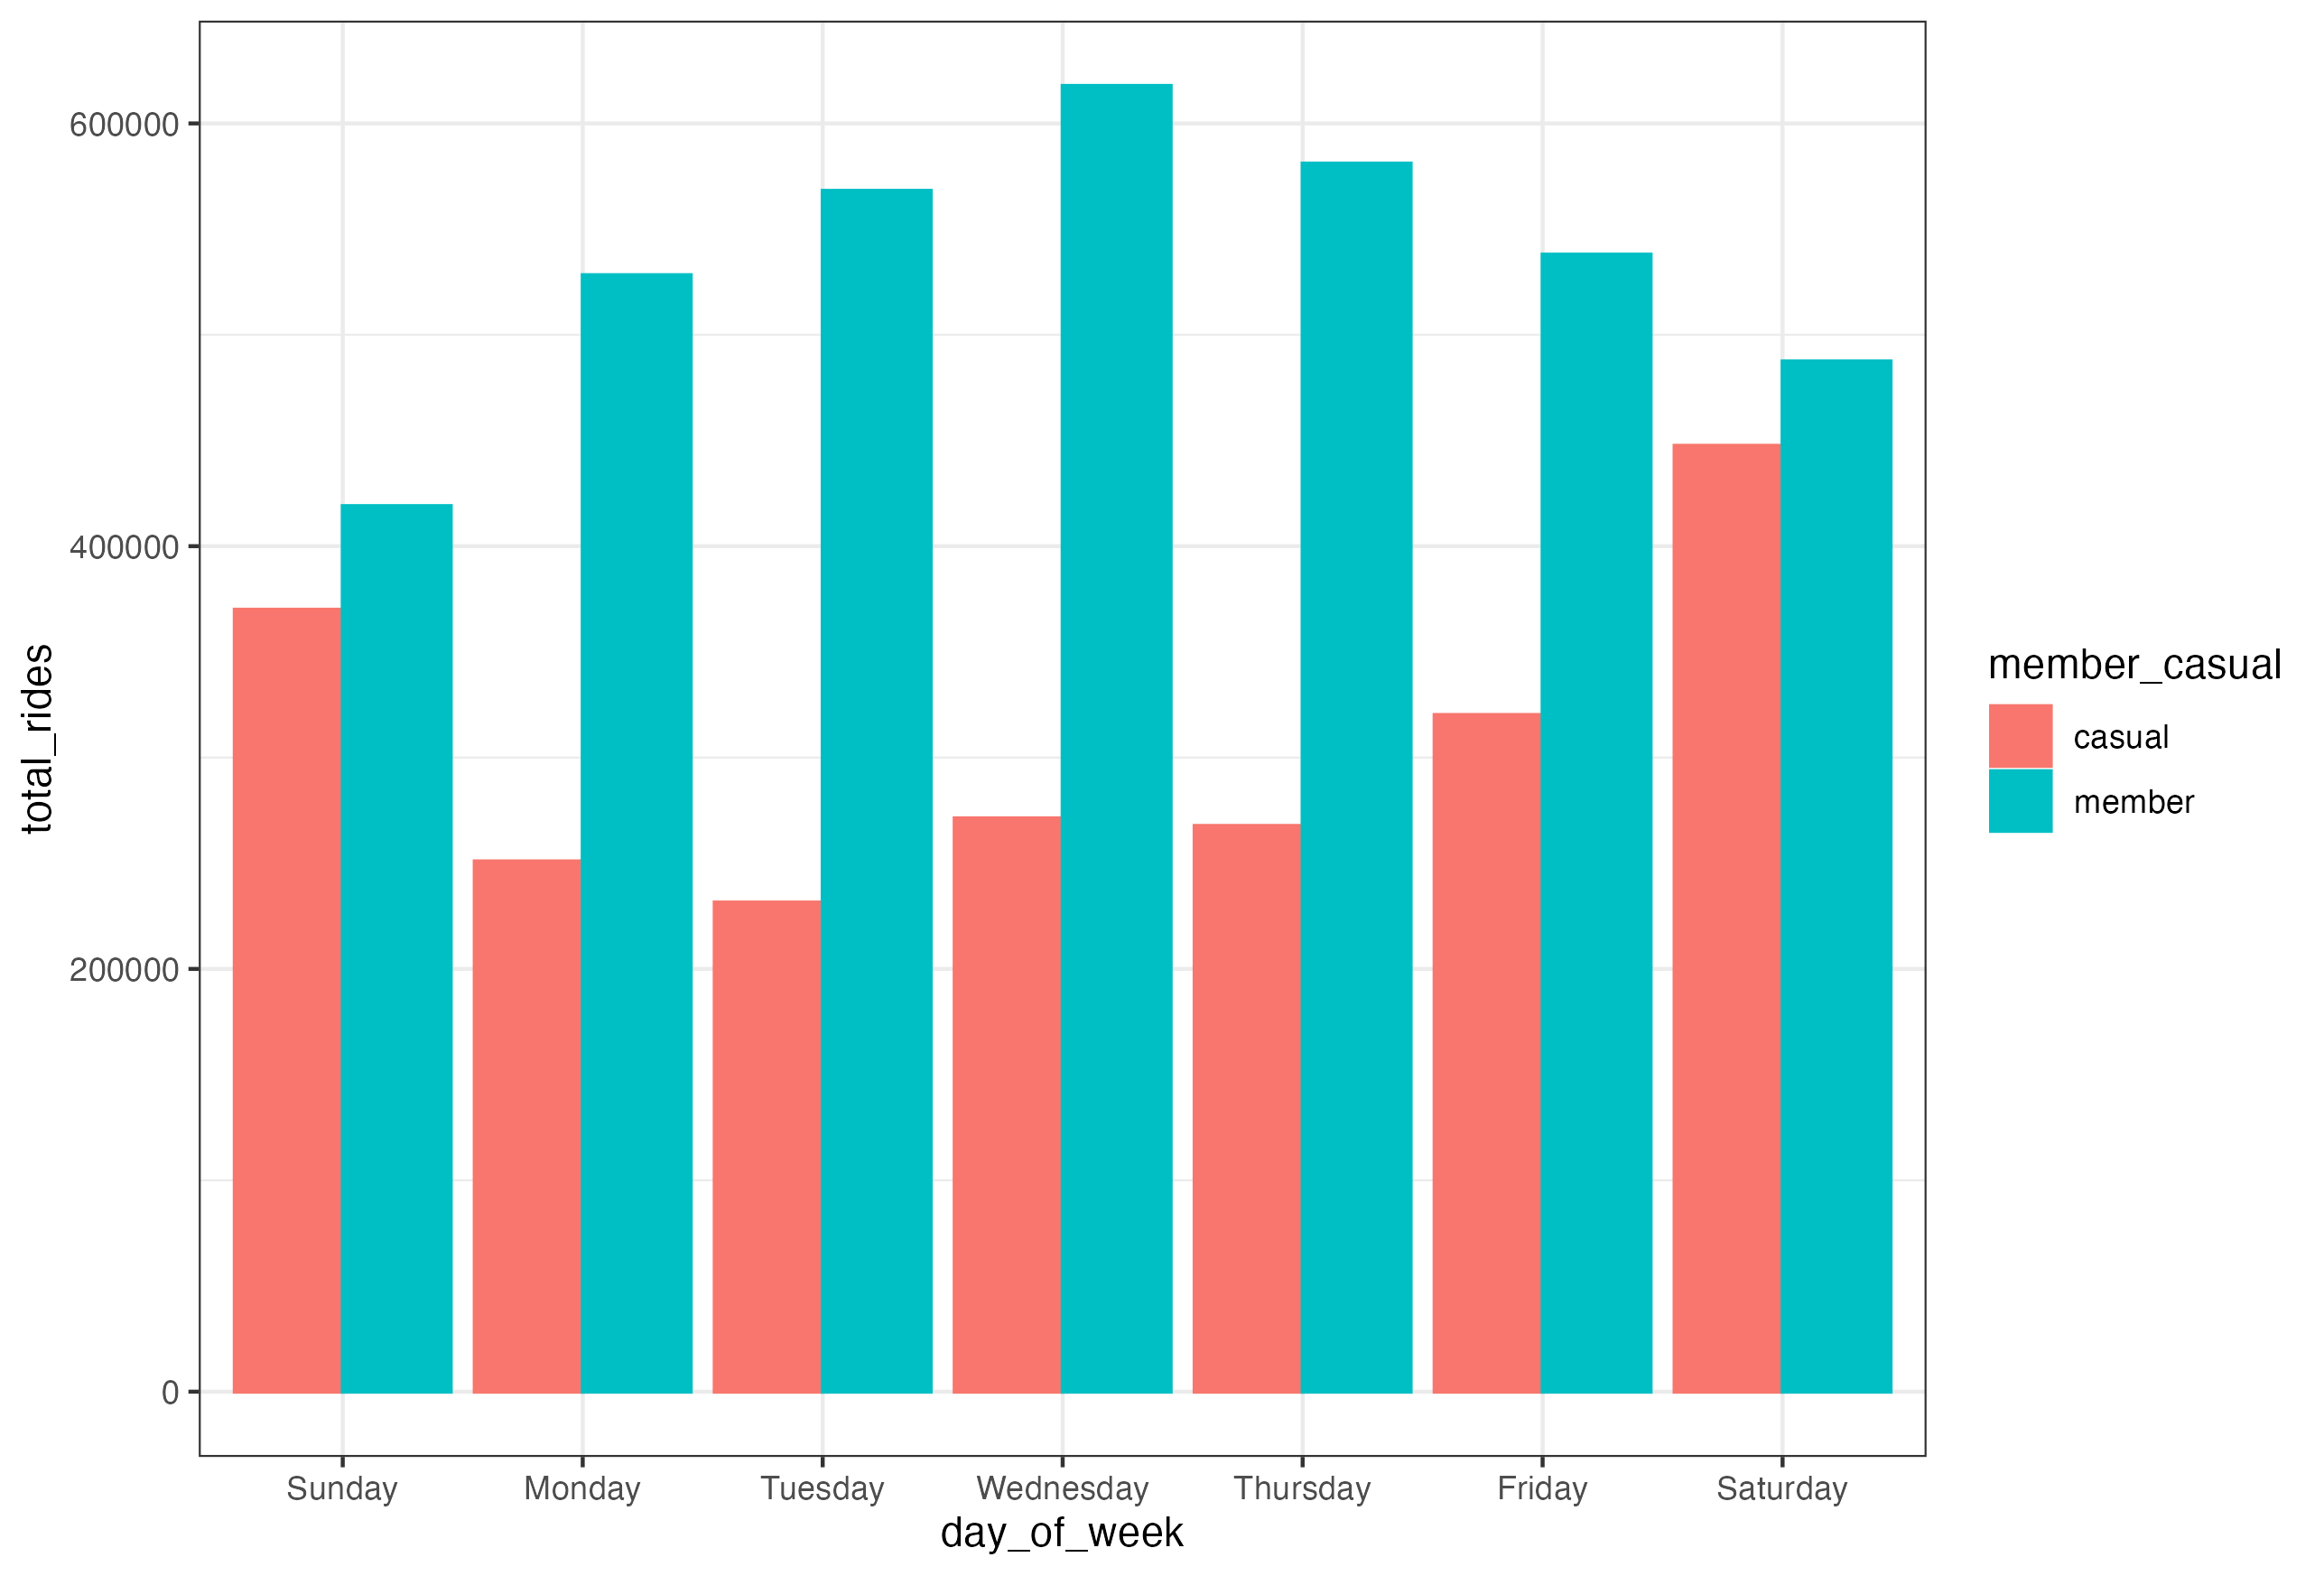 600000
400000
200000
0
total_rides
Sunday Monday Tuesday Wednesday Thursday Friday Saturday
day_of_week
member_casual
casual
member